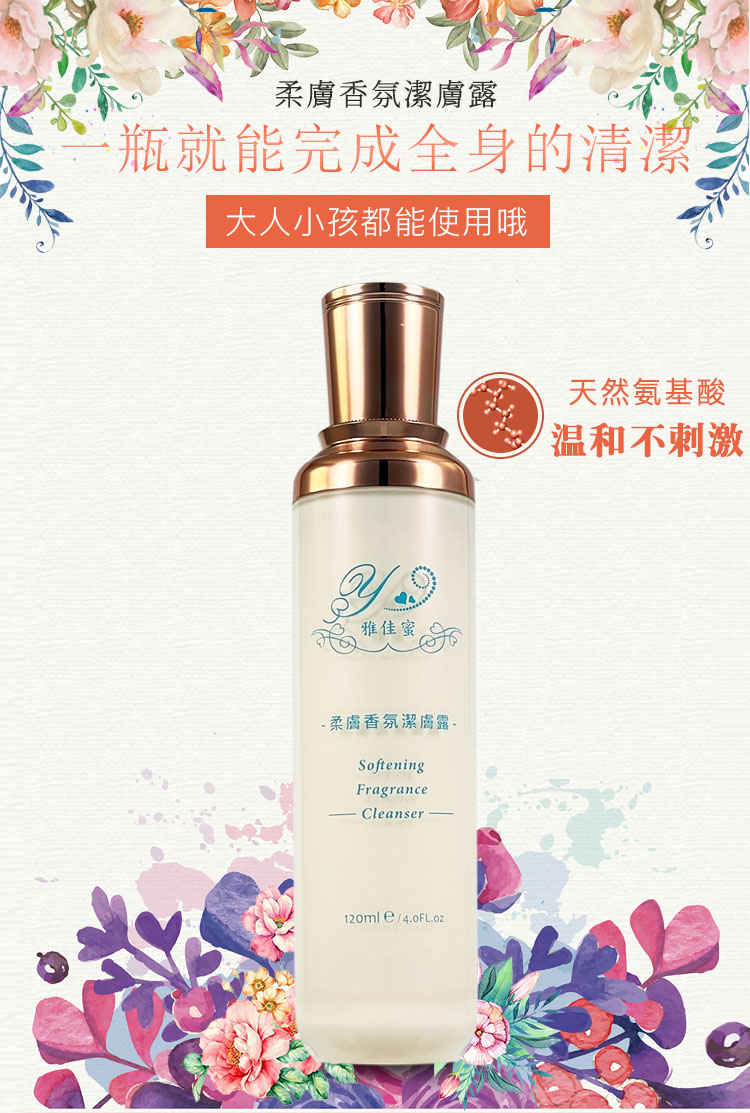 柔膚香氛潔膚露
一瓶就能完成全身的清潔
大人小孩都能使用哦
天然氨基酸
温和不刺激
雅佳蜜
-柔膚香氛潔膚露-
Softening
Fragrance
Cleanser
120ml ℮/4.0FL.oz